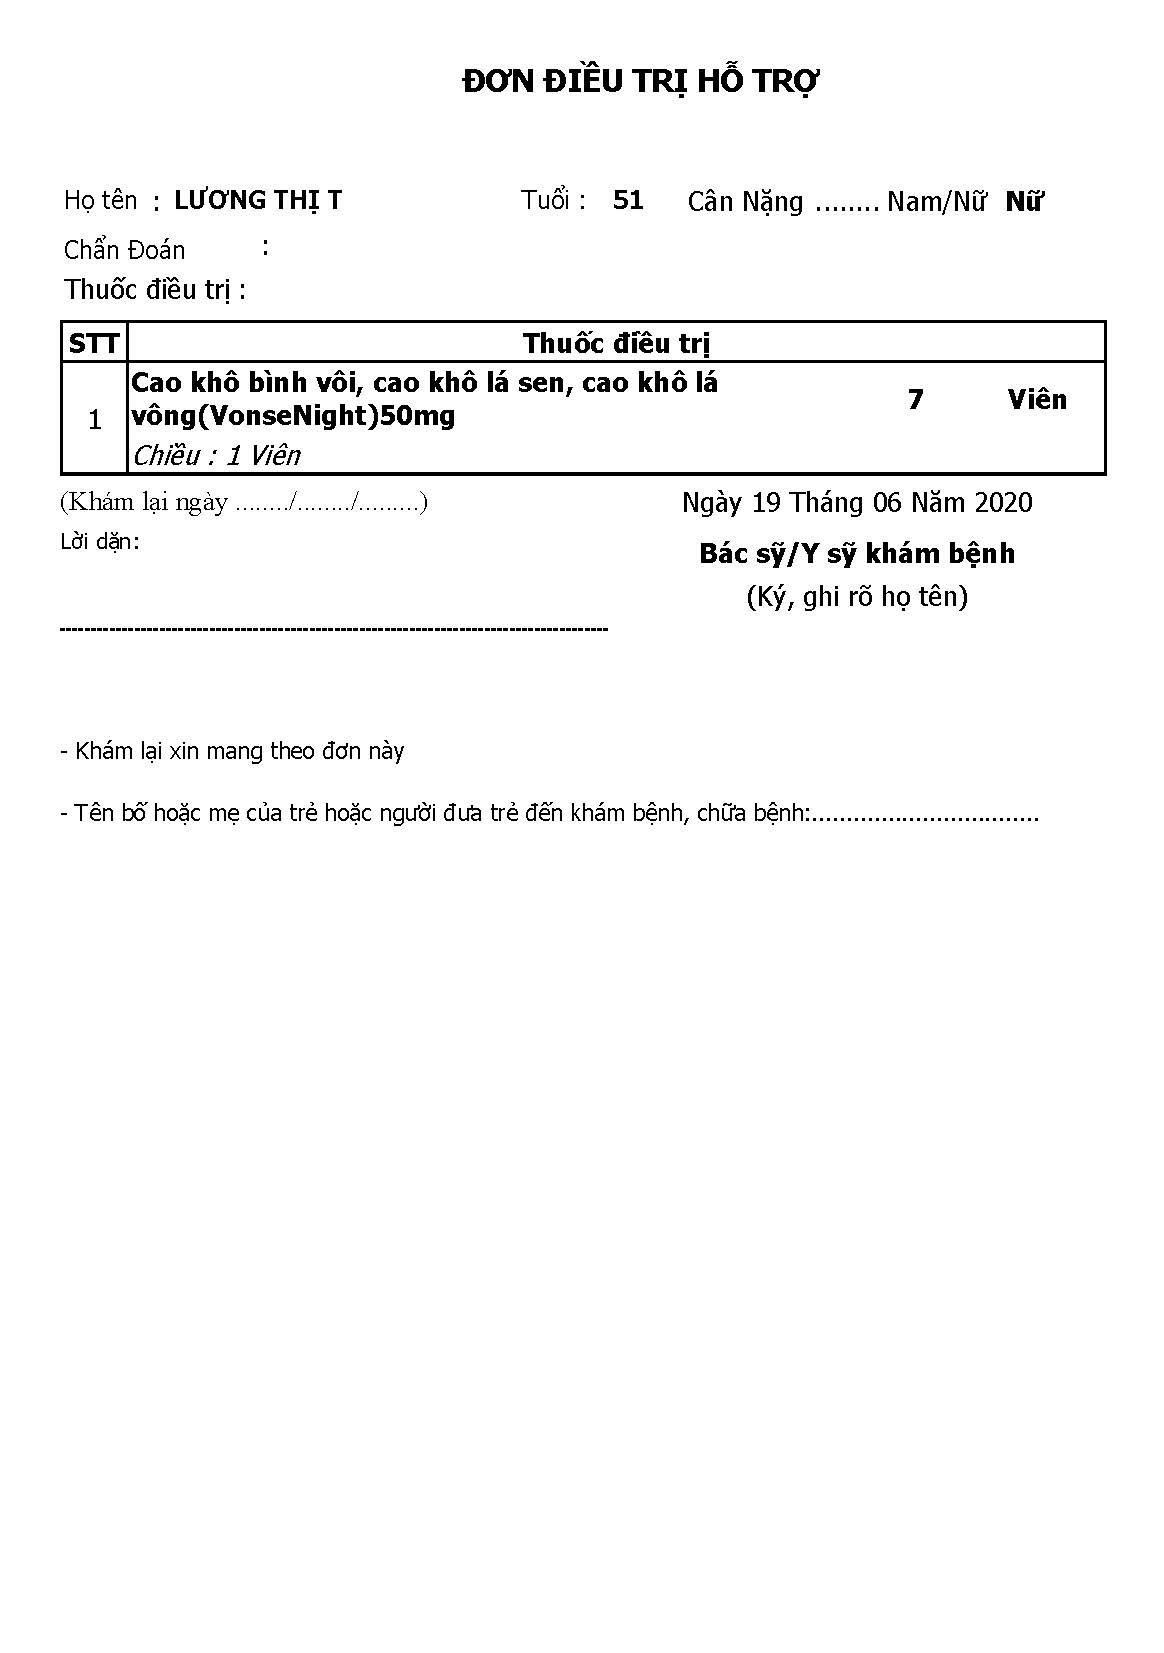 ĐƠN ĐIỀU TRỊ HỖ TRỢ
Họ tên : LƯƠNG THỊ T Tuổi : 51 Cân Nặng ........ Nam/Nữ Nữ
Chẩn Đoán :
Thuốc điều trị :
STT Thuốc điều trị
1 Cao khô bình vôi, cao khô lá sen, cao khô lá vông(VonseNight)50mg 7 Viên
Chiều : 1 Viên
(Khám lại ngày ......../......../.........) Ngày 19 Tháng 06 Năm 2020
Lời dặn:
Bác sỹ/Y sỹ khám bệnh
(Ký, ghi rõ họ tên)
- Khám lại xin mang theo đơn này
- Tên bố hoặc mẹ của trẻ hoặc người đưa trẻ đến khám bệnh, chữa bệnh:.................................